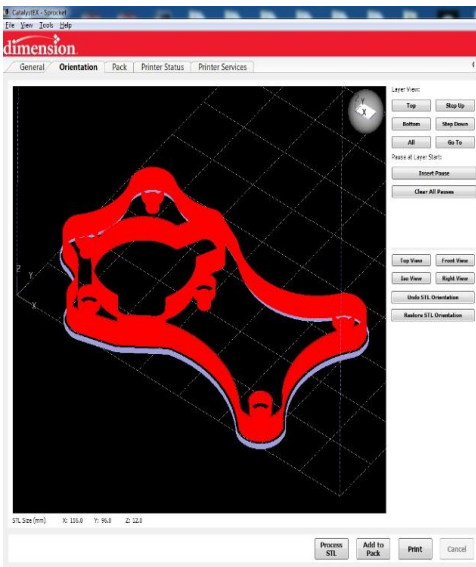 CatalystEX - Sprocket
File View Tools Help
dimension
General Orientation Pack Printer Status Printer Services
Layer View:
Top Step Up
Bottom Step Down
All Go To
Pause at Layer Start:
Insert Pause
Clear All Pauses
Top View Front View
Iso View Right View
Undo STL Orientation
Restore STL Orientation
Y
Z
Y
X
STL Size (mm) X: 156.0 Y: 96.0 Z: 12.0
Process STL Add to Pack Print Cancel